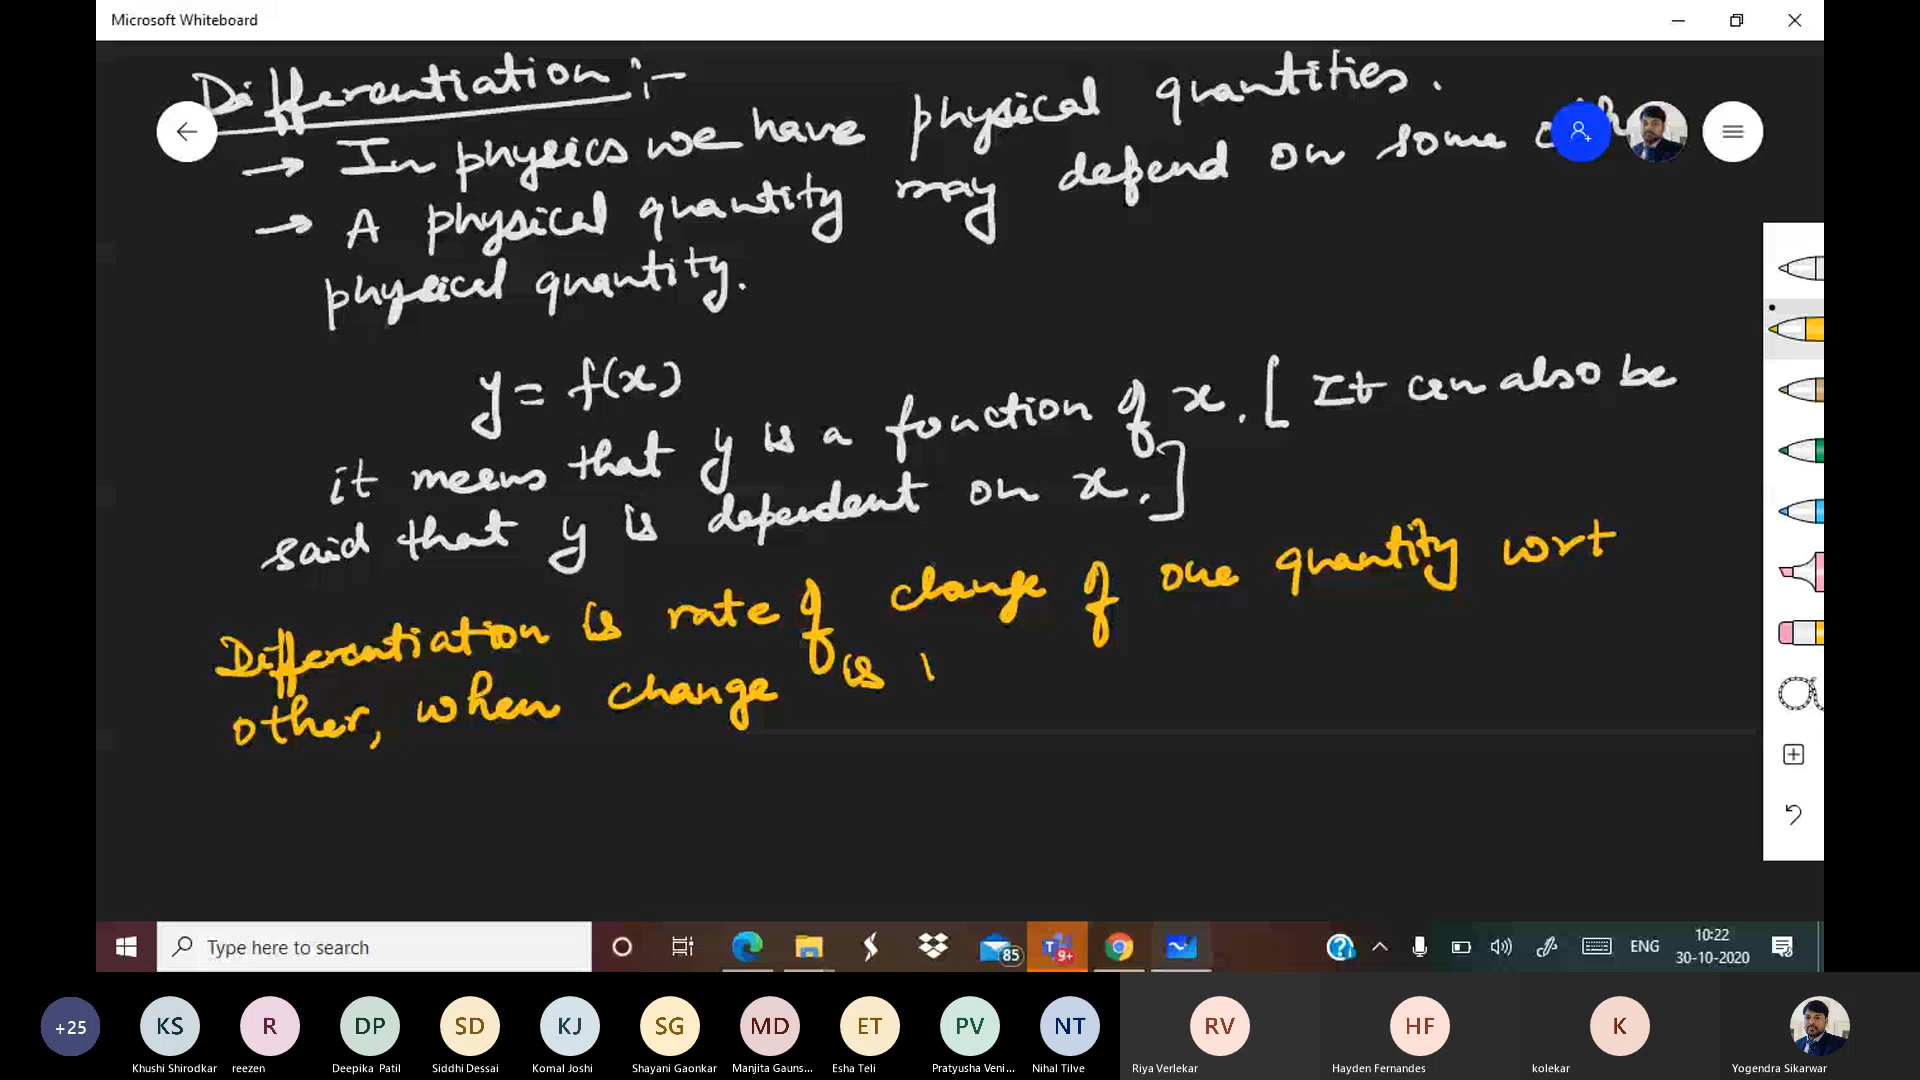 Microsoft Whiteboard
Differentiation :-
→ In physics we have physical quantities.
→ A physical quantity may depend on some
physical quantity.
y = f(x)
it means that y is a function of x. [ It can also be
said that y is dependent on x.]
Differentiation is rate of change of one quantity wrt
other, when change is
Type here to search
85
9+
ENG
10:22
30-10-2020
+25
KS
R
DP
SD
KJ
SG
MD
ET
PV
NT
RV
HF
K
Khushi Shirodkar
reezen
Deepika Patil
Siddhi Dessai
Komal Joshi
Shayani Gaonkar
Manjita Gauns...
Esha Teli
Pratyusha Veni...
Nihal Tilve
Riya Verlekar
Hayden Fernandes
kolekar
Yogendra Sikarwar